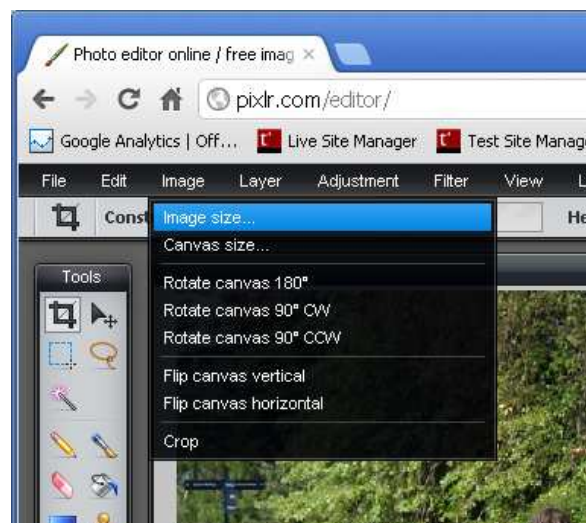 Photo editor online / free imag
pixlr.com/editor/
Google Analytics | Off... Live Site Manager Test Site Manag
File Edit Image Layer Adjustment Filter View L
Const He
Image size...
Canvas size...
Tools
Rotate canvas 180°
Rotate canvas 90° CW
Rotate canvas 90° CCW
Flip canvas vertical
Flip canvas horizontal
Crop